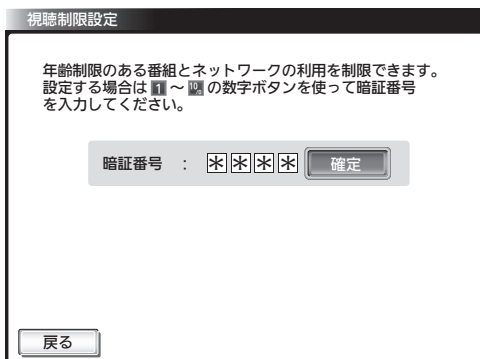 視聴制限設定
年齢制限のある番組とネットワークの利用を制限できます。
設定する場合は 1 ～ 10 の数字ボタンを使って暗証番号
を入力してください。
暗証番号 : ＊＊＊＊ 確定
戻る